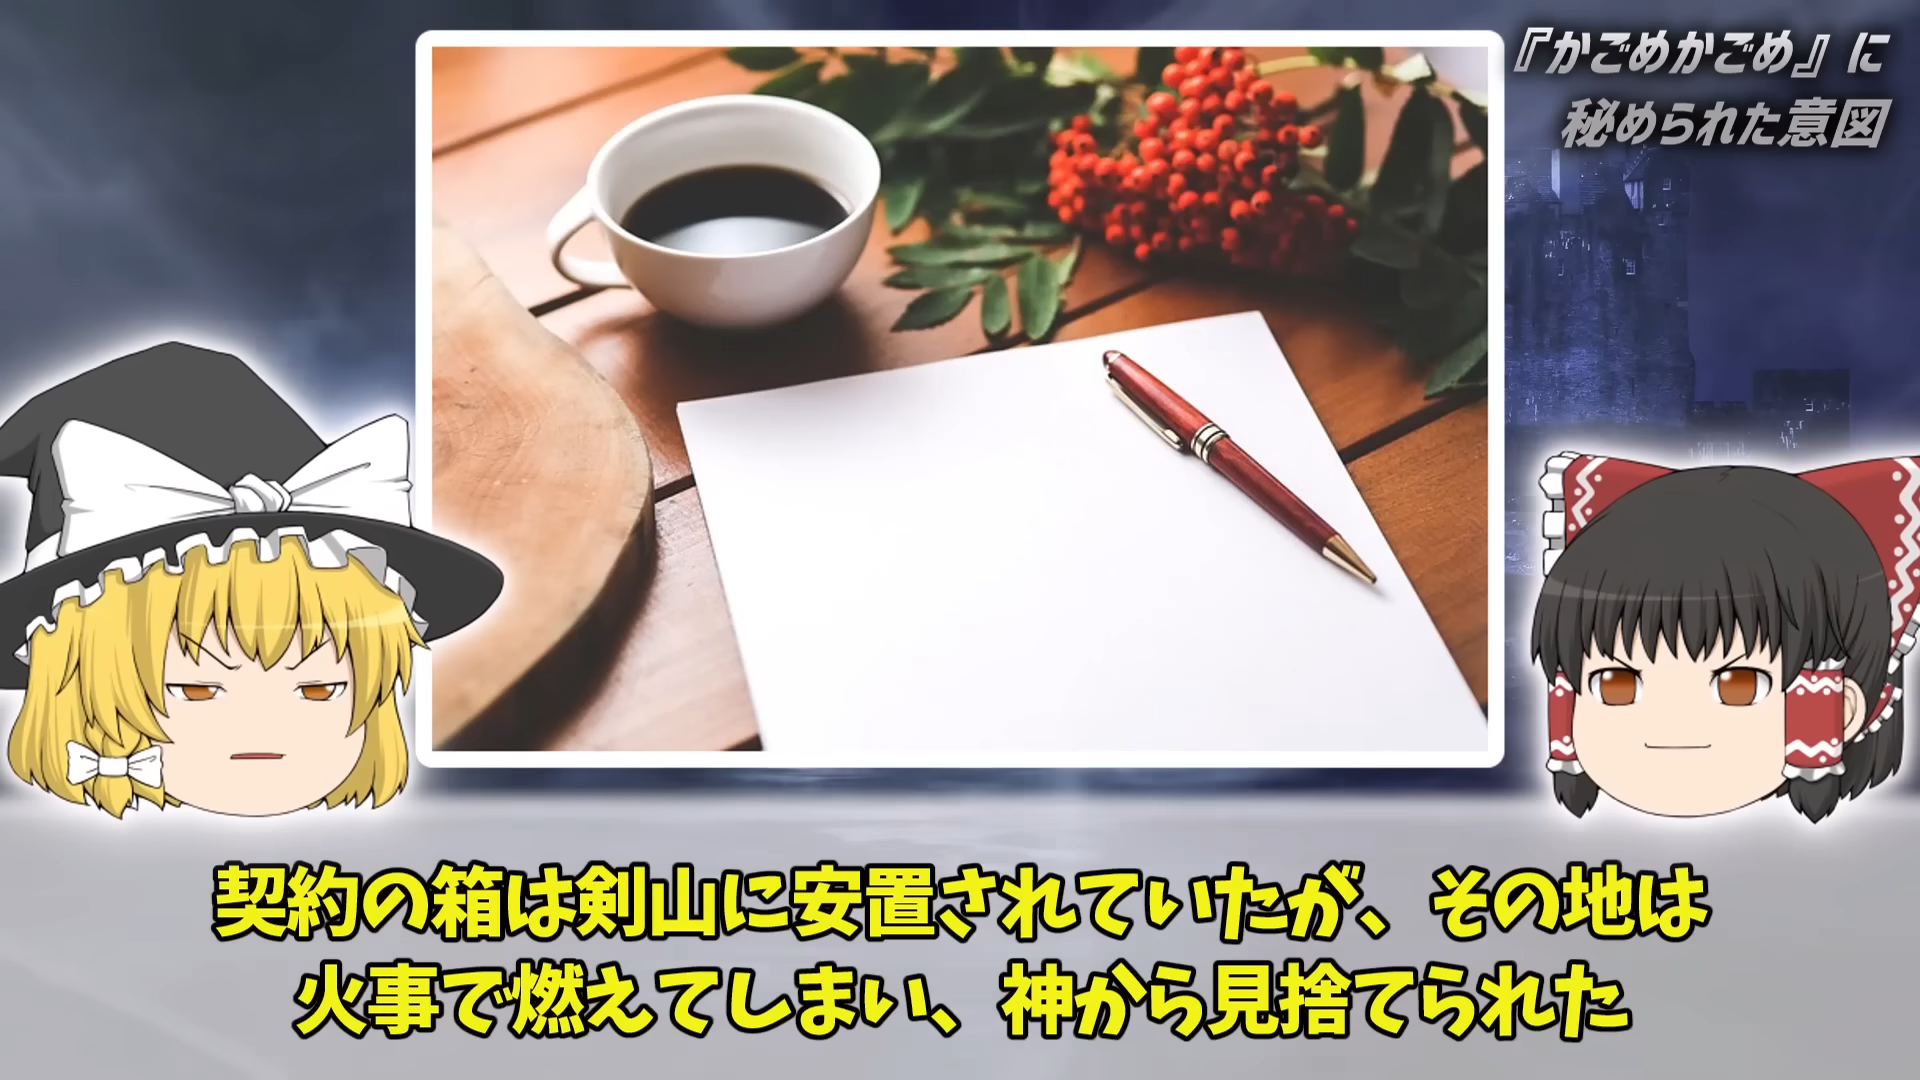 『かごめかごめ』に
秘められた意図
契約の箱は剣山に安置されていたが、その地は
火事で燃えてしまい、神から見捨てられた